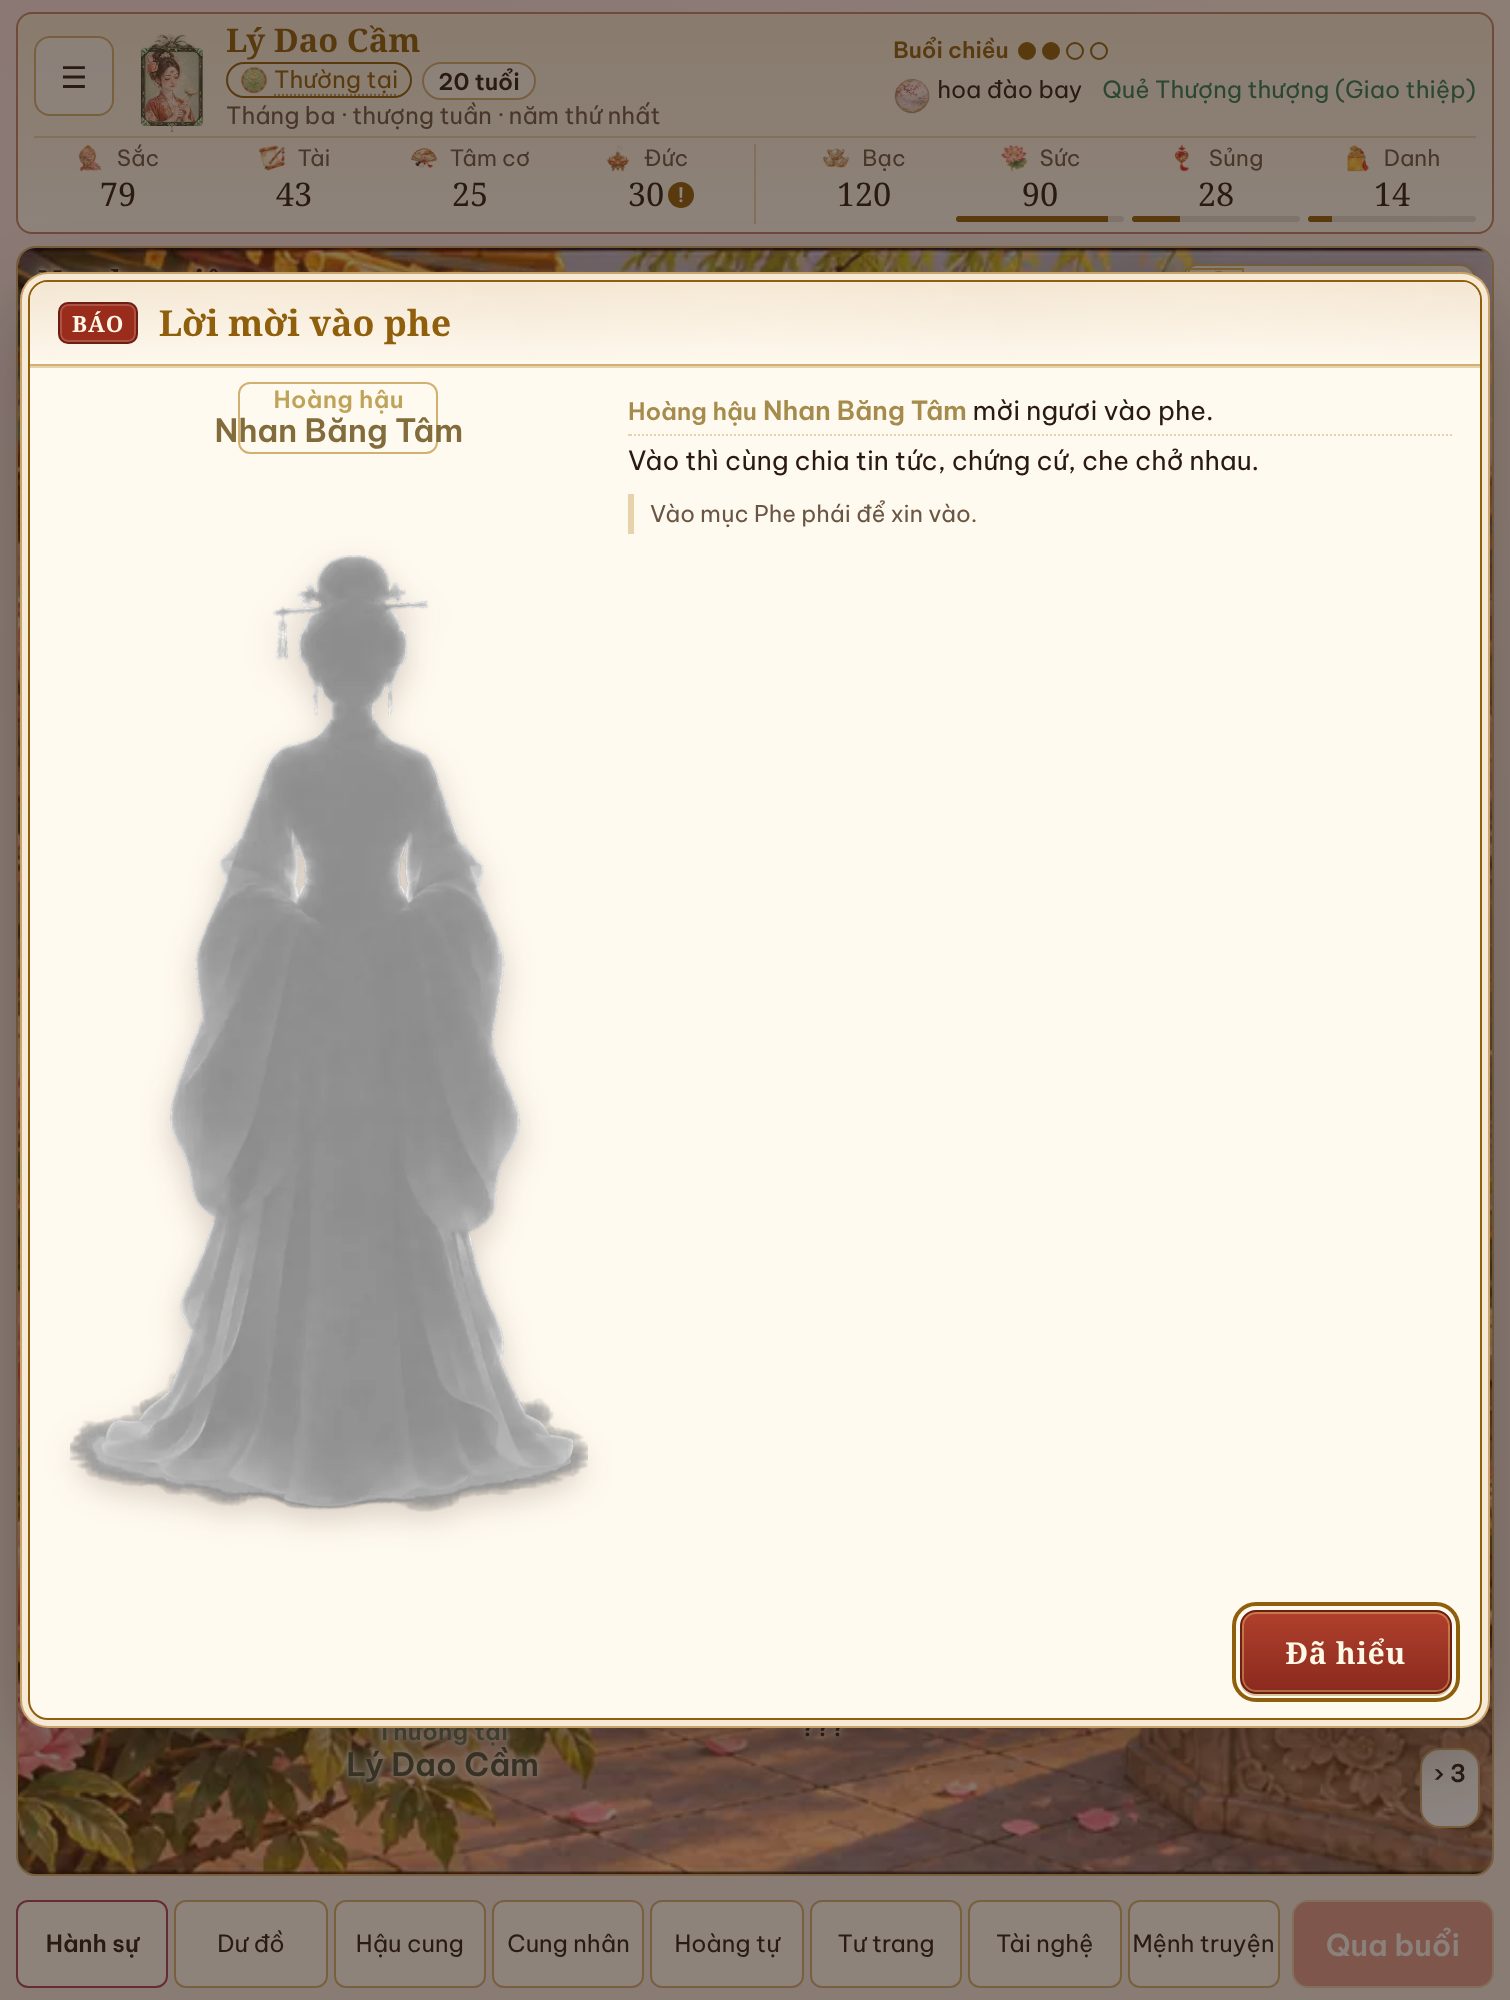 ☰
Lý Dao Cầm
Thường tại
20 tuổi
Tháng ba · thượng tuần · năm thứ nhất
Buổi chiều
hoa đào bay
Quẻ Thượng thượng (Giao thiệp)
Sắc
79
Tài
43
Tâm cơ
25
Đức
30 !
Bạc
120
Sức
90
Sủng
28
Danh
14
BÁO
Lời mời vào phe
Hoàng hậu
Nhan Băng Tâm
Hoàng hậu Nhan Băng Tâm mời ngươi vào phe.
Vào thì cùng chia tin tức, chứng cứ, che chở nhau.
Vào mục Phe phái để xin vào.
Đã hiểu
Thường tại
Lý Dao Cầm
???
› 3
Hành sự
Dư đồ
Hậu cung
Cung nhân
Hoàng tự
Tư trang
Tài nghệ
Mệnh truyện
Qua buổi